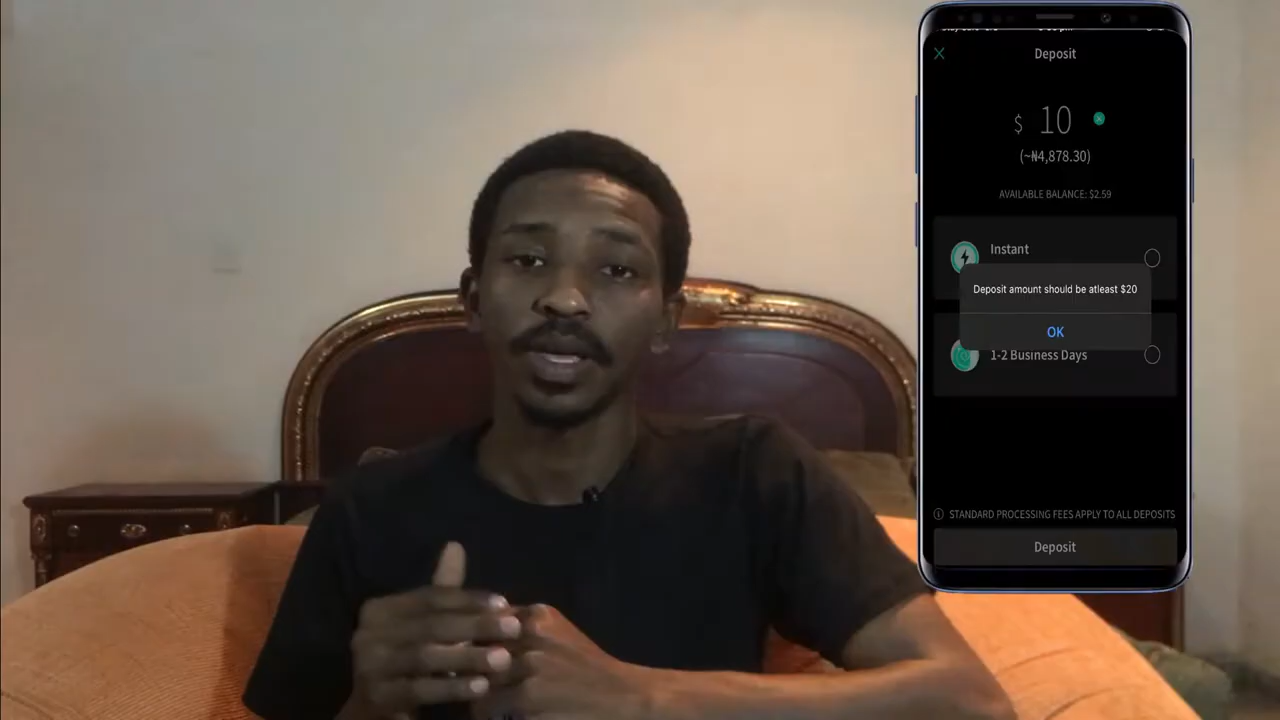 Deposit
$ 10
(~₦4,878.30)
AVAILABLE BALANCE: $2.59
Instant
Deposit amount should be atleast $20
OK
1-2 Business Days
STANDARD PROCESSING FEES APPLY TO ALL DEPOSITS
Deposit